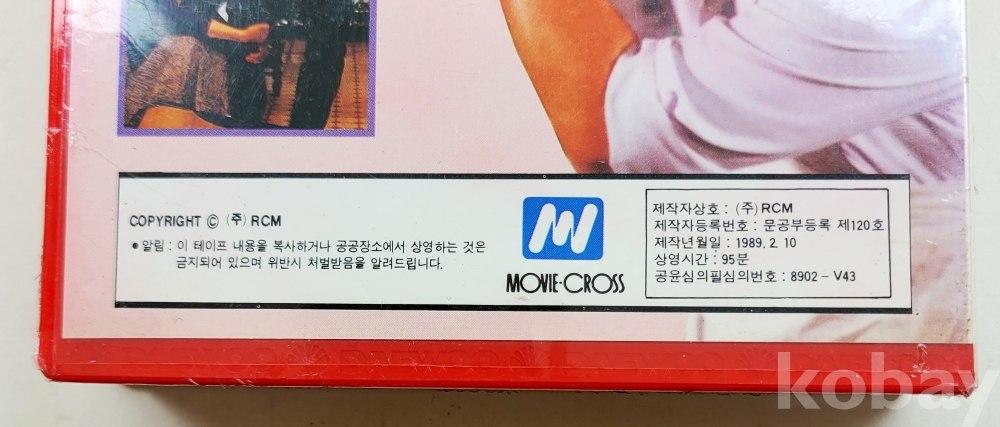 COPYRIGHT © (주) RCM
● 알림 : 이 테이프 내용을 복사하거나 공공장소에서 상영하는 것은
금지되어 있으며 위반시 처벌받음을 알려드립니다.
MOVIE-CROSS
제작자상호 : (주) RCM
제작자등록번호 : 문공부등록 제120호
제작년월일 : 1989. 2. 10
상영시간 : 95분
공윤심의필심의번호 : 8902-V43
kobay